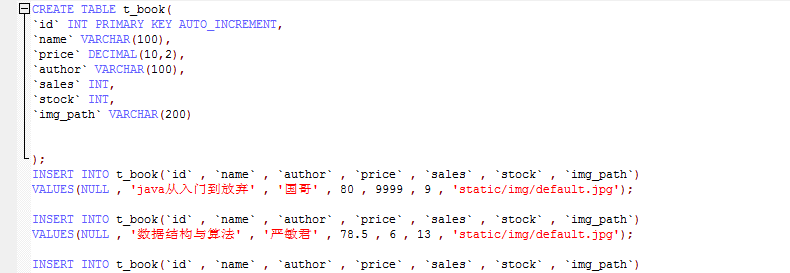 CREATE TABLE t_book(
`id` INT PRIMARY KEY AUTO_INCREMENT,
`name` VARCHAR(100),
`price` DECIMAL(10,2),
`author` VARCHAR(100),
`sales` INT,
`stock` INT,
`img_path` VARCHAR(200)
);
INSERT INTO t_book(`id` , `name` , `author` , `price` , `sales` , `stock` , `img_path`)
VALUES(NULL , 'java从入门到放弃' , '国哥' , 80 , 9999 , 9 , 'static/img/default.jpg');
INSERT INTO t_book(`id` , `name` , `author` , `price` , `sales` , `stock` , `img_path`)
VALUES(NULL , '数据结构与算法' , '严敏君' , 78.5 , 6 , 13 , 'static/img/default.jpg');
INSERT INTO t_book(`id` , `name` , `author` , `price` , `sales` , `stock` , `img_path`)